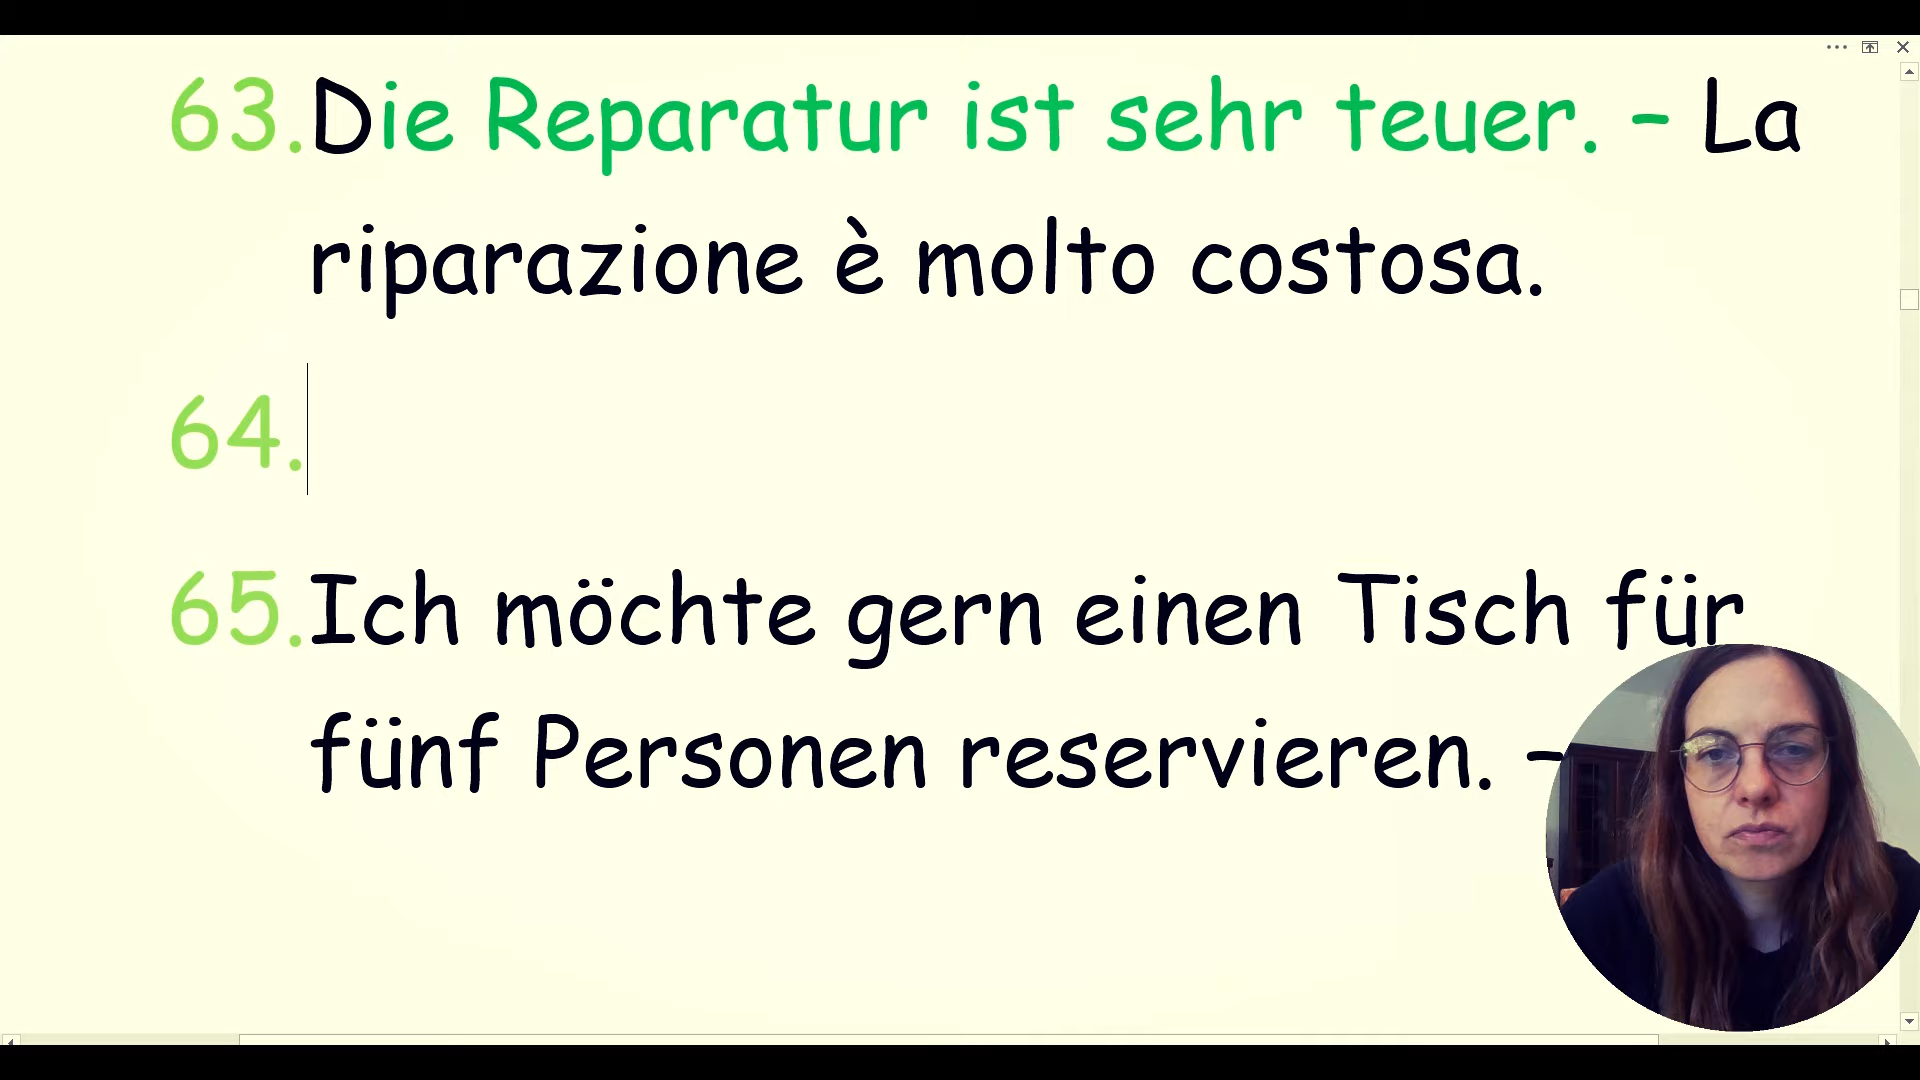 63. Die Reparatur ist sehr teuer. – La
riparazione è molto costosa.
64.
65. Ich möchte gern einen Tisch für
fünf Personen reservieren. –